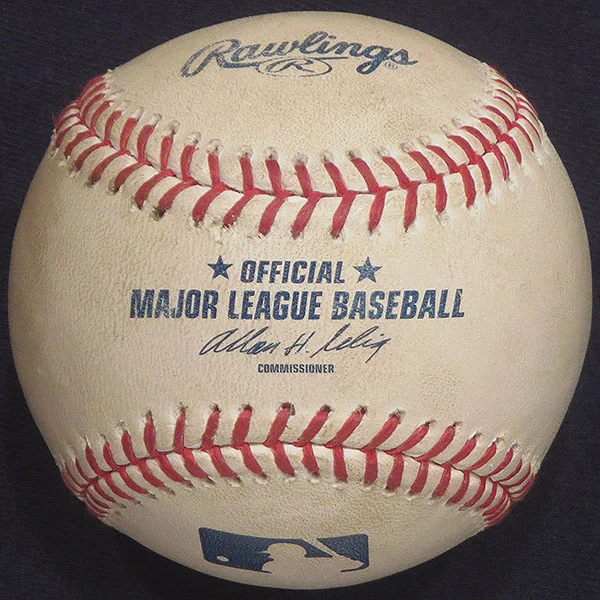 Rawlings®
R
★ OFFICIAL ★
MAJOR LEAGUE BASEBALL
Allan H. Selig
COMMISSIONER